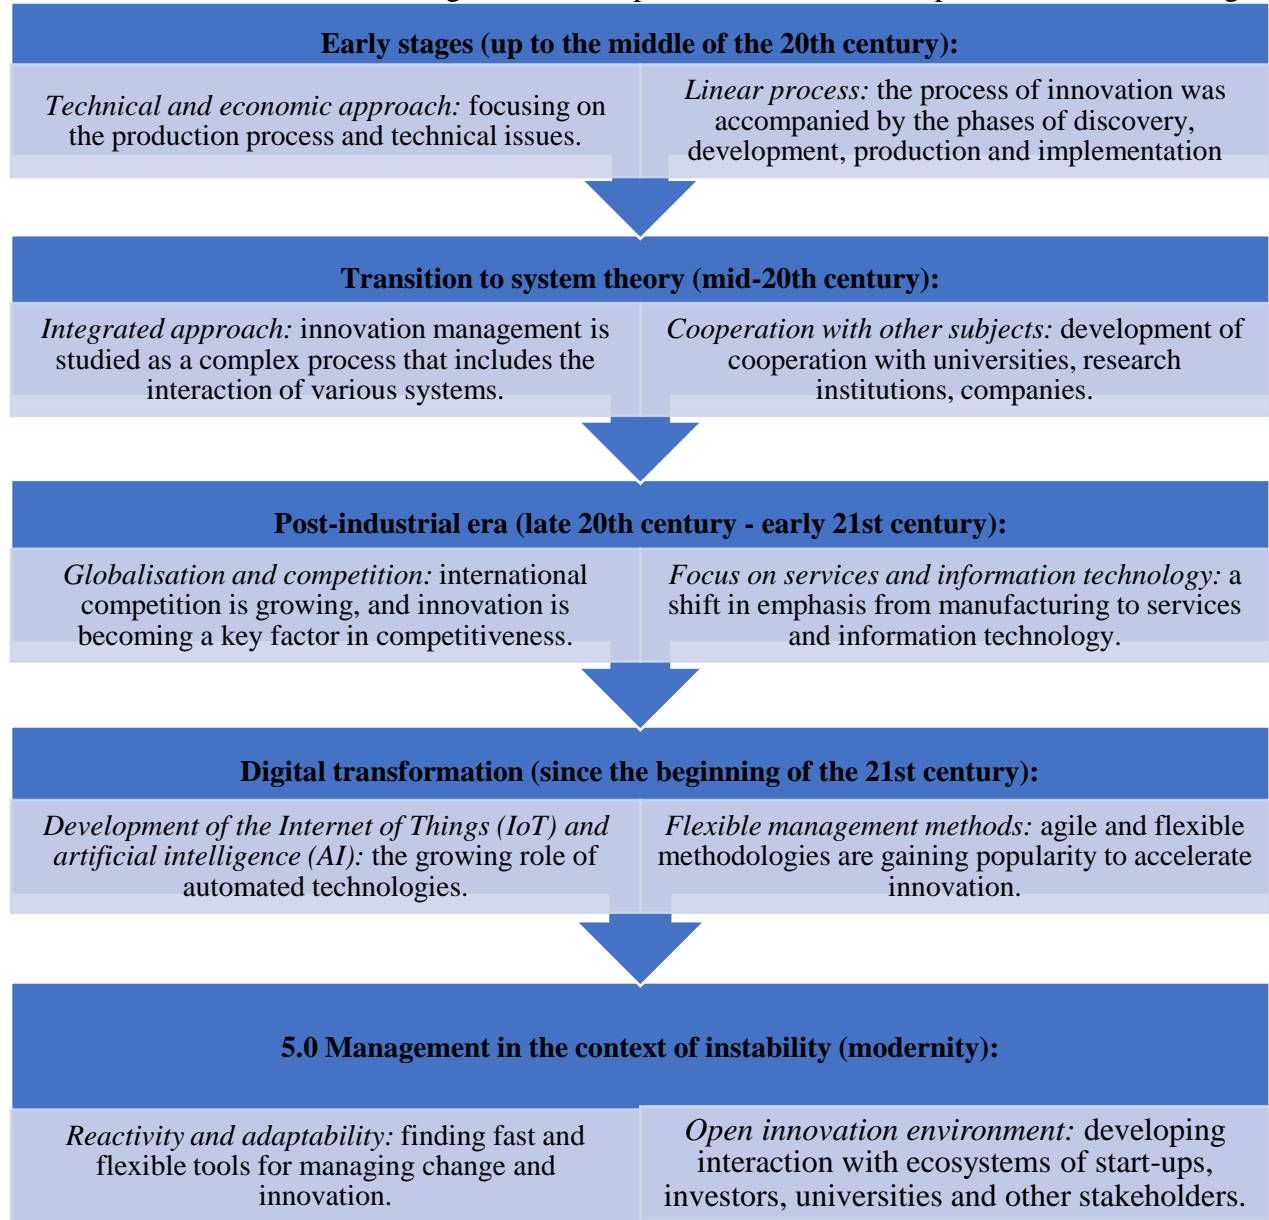 Early stages (up to the middle of the 20th century):
Technical and economic approach: focusing on
the production process and technical issues.
Linear process: the process of innovation was
accompanied by the phases of discovery,
development, production and implementation
Transition to system theory (mid-20th century):
Integrated approach: innovation management is
studied as a complex process that includes the
interaction of various systems.
Cooperation with other subjects: development of
cooperation with universities, research
institutions, companies.
Post-industrial era (late 20th century - early 21st century):
Globalisation and competition: international
competition is growing, and innovation is
becoming a key factor in competitiveness.
Focus on services and information technology: a
shift in emphasis from manufacturing to services
and information technology.
Digital transformation (since the beginning of the 21st century):
Development of the Internet of Things (IoT) and
artificial intelligence (AI): the growing role of
automated technologies.
Flexible management methods: agile and flexible
methodologies are gaining popularity to accelerate
innovation.
5.0 Management in the context of instability (modernity):
Reactivity and adaptability: finding fast and
flexible tools for managing change and
innovation.
Open innovation environment: developing
interaction with ecosystems of start-ups,
investors, universities and other stakeholders.